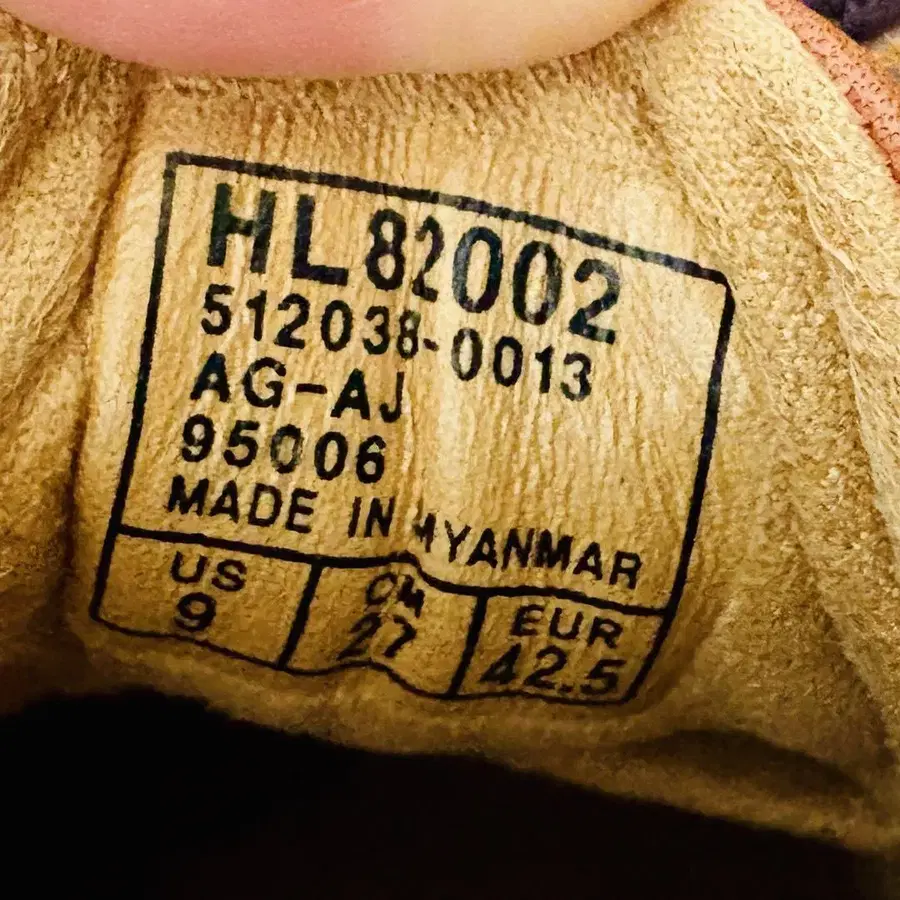 HL82002
512038-0013
AG-AJ
95006
MADE IN MYANMAR
US CM EUR
9 27 42.5